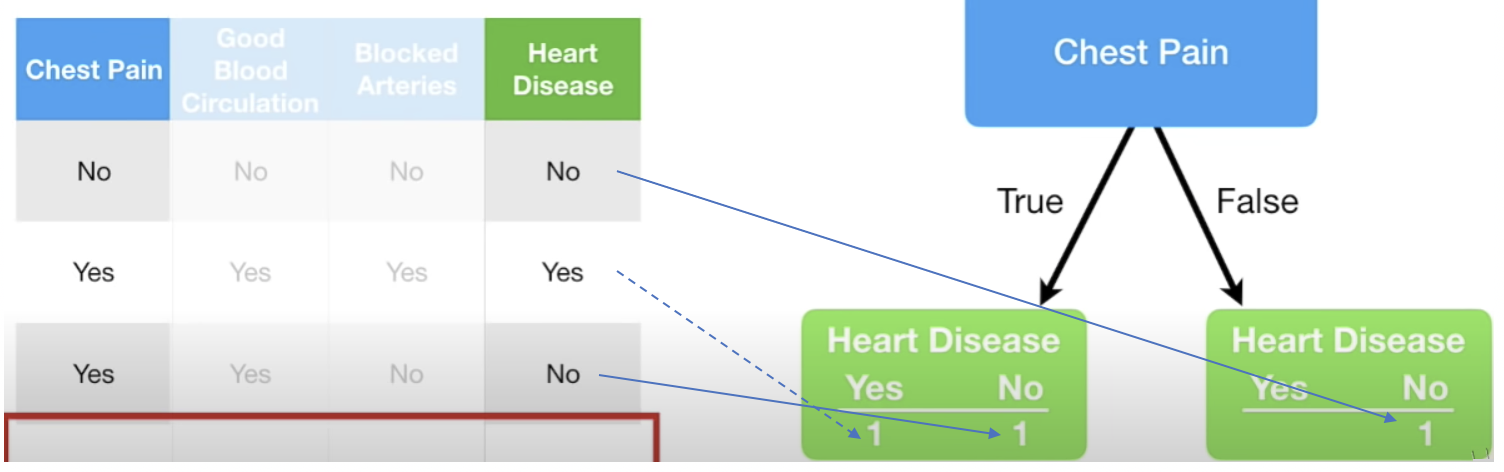 Chest Pain
Good
Blood
Circulation
Blocked
Arteries
Heart
Disease
No No No No
Yes Yes Yes Yes
Yes Yes No No
Chest Pain
True False
Heart Disease
Yes No
1 1
Heart Disease
Yes No
1